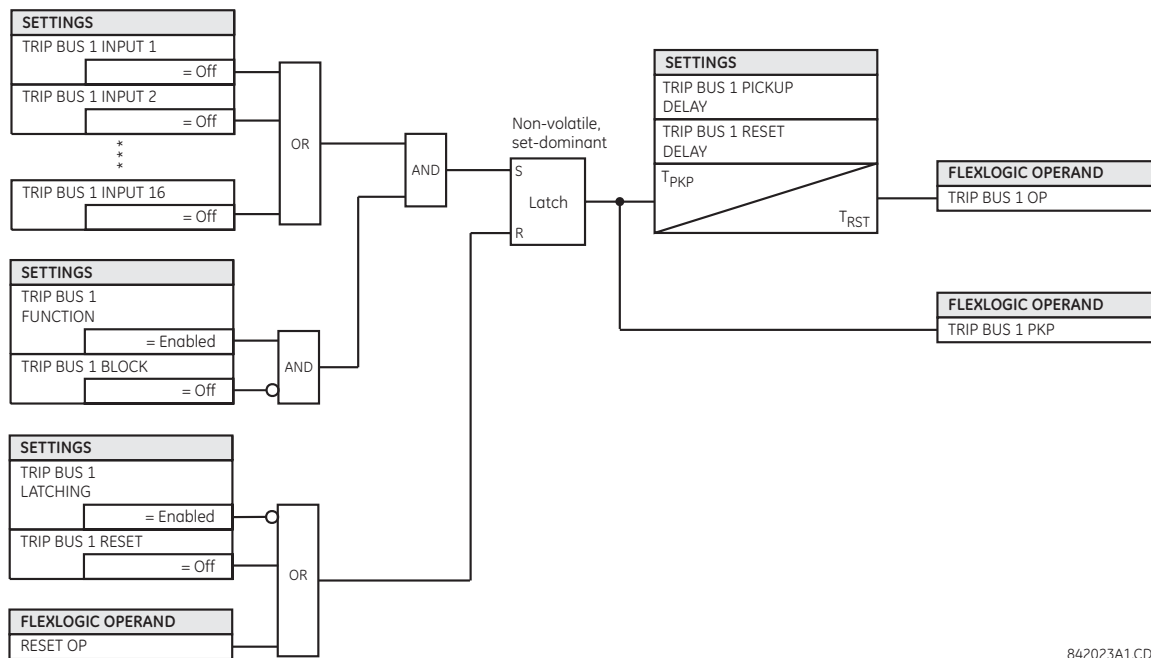 SETTINGS
TRIP BUS 1 INPUT 1
= Off
TRIP BUS 1 INPUT 2
= Off
***
TRIP BUS 1 INPUT 16
= Off
OR
AND
SETTINGS
TRIP BUS 1
FUNCTION
= Enabled
TRIP BUS 1 BLOCK
= Off
AND
SETTINGS
TRIP BUS 1
LATCHING
= Enabled
TRIP BUS 1 RESET
= Off
OR
FLEXLOGIC OPERAND
RESET OP
Non-volatile,
set-dominant
S
Latch
R
SETTINGS
TRIP BUS 1 PICKUP
DELAY
TRIP BUS 1 RESET
DELAY
TPKP
TRST
FLEXLOGIC OPERAND
TRIP BUS 1 OP
FLEXLOGIC OPERAND
TRIP BUS 1 PKP
842023A1.CDR